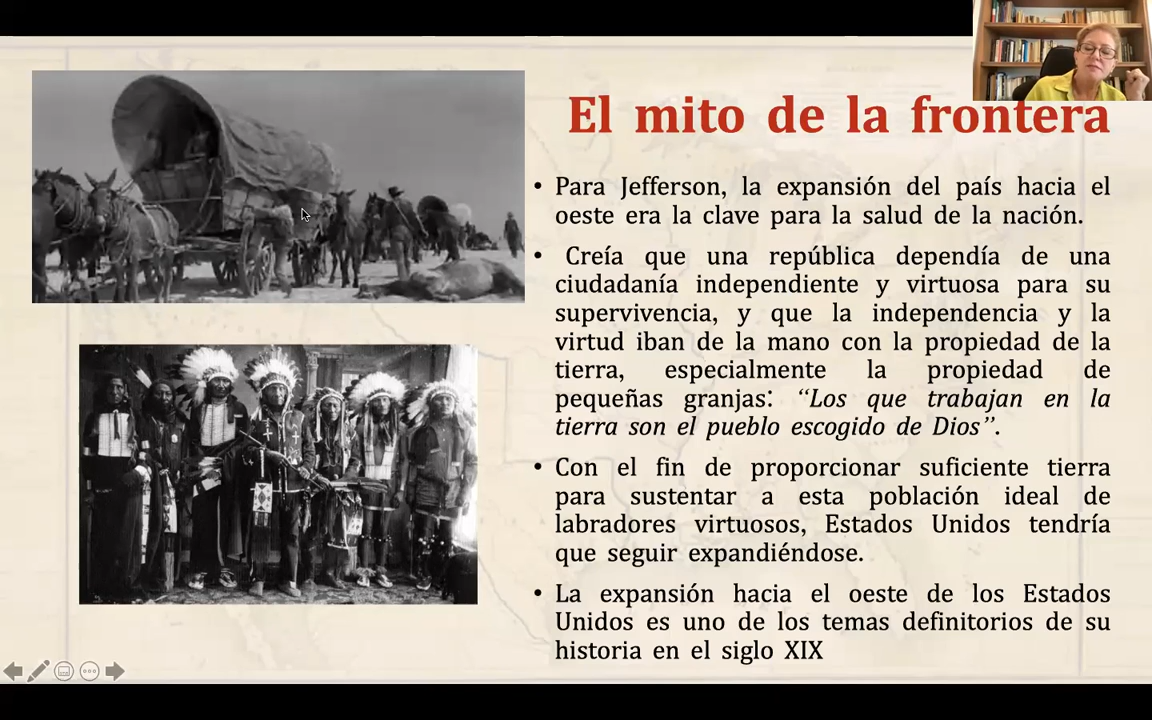 El mito de la frontera
• Para Jefferson, la expansión del país hacia el
oeste era la clave para la salud de la nación.
• Creía que una república dependía de una
ciudadanía independiente y virtuosa para su
supervivencia, y que la independencia y la
virtud iban de la mano con la propiedad de la
tierra, especialmente la propiedad de
pequeñas granjas: “Los que trabajan en la
tierra son el pueblo escogido de Dios”.
• Con el fin de proporcionar suficiente tierra
para sustentar a esta población ideal de
labradores virtuosos, Estados Unidos tendría
que seguir expandiéndose.
• La expansión hacia el oeste de los Estados
Unidos es uno de los temas definitorios de su
historia en el siglo XIX